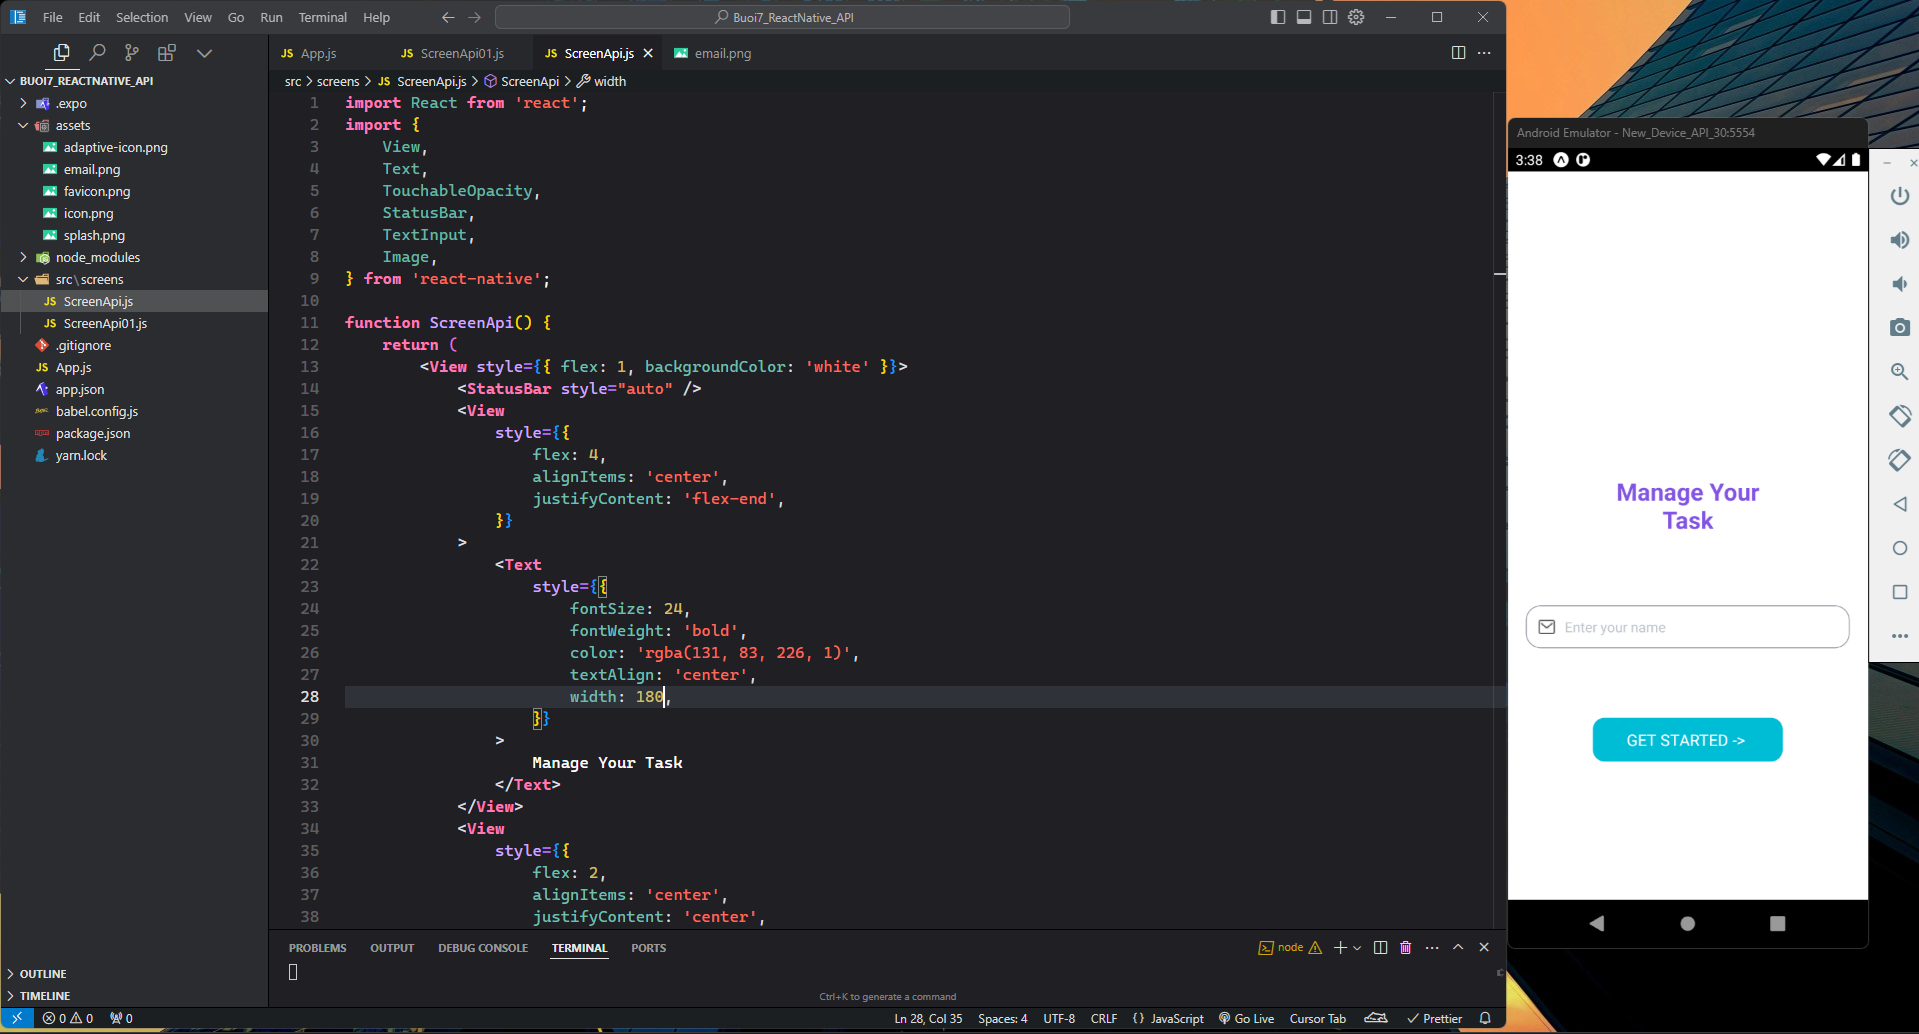 File Edit Selection View Go Run Terminal Help
Buoi7_ReactNative_API
BUOI7_REACTNATIVE_API
.expo
assets
adaptive-icon.png
email.png
favicon.png
icon.png
splash.png
node_modules
src\screens
ScreenApi.js
ScreenApi01.js
.gitignore
App.js
app.json
babel.config.js
package.json
yarn.lock
OUTLINE
TIMELINE
JS App.js JS ScreenApi01.js JS ScreenApi.js email.png
src > screens > JS ScreenApi.js > ScreenApi > width
1 import React from 'react';
2 import {
3 View,
4 Text,
5 TouchableOpacity,
6 StatusBar,
7 TextInput,
8 Image,
9 } from 'react-native';
10
11 function ScreenApi() {
12 return (
13 <View style={{ flex: 1, backgroundColor: 'white' }}>
14 <StatusBar style="auto" />
15 <View
16 style={{
17 flex: 4,
18 alignItems: 'center',
19 justifyContent: 'flex-end',
20 }}
21 >
22 <Text
23 style={{
24 fontSize: 24,
25 fontWeight: 'bold',
26 color: 'rgba(131, 83, 226, 1)',
27 textAlign: 'center',
28 width: 180,
29 }}
30 >
31 Manage Your Task
32 </Text>
33 </View>
34 <View
35 style={{
36 flex: 2,
37 alignItems: 'center',
38 justifyContent: 'center',
PROBLEMS OUTPUT DEBUG CONSOLE TERMINAL PORTS
node
Ctrl+K to generate a command
0 0 0
Ln 28, Col 35 Spaces: 4 UTF-8 CRLF {} JavaScript Go Live Cursor Tab Prettier
Android Emulator - New_Device_API_30:5554
3:38
Manage Your
Task
Enter your name
GET STARTED ->